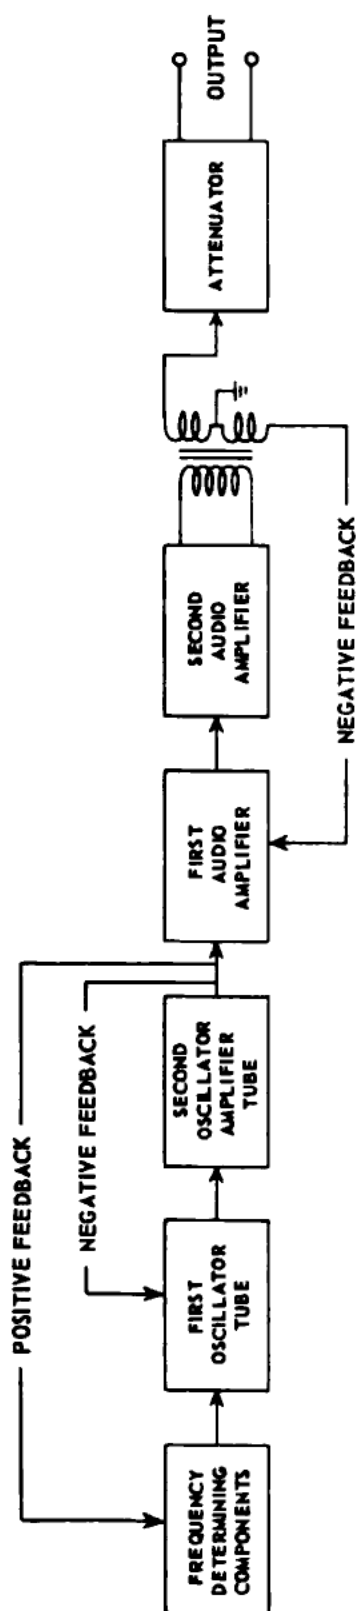 POSITIVE FEEDBACK
NEGATIVE FEEDBACK
FREQUENCY
DETERMINING
COMPONENTS
FIRST
OSCILLATOR
TUBE
SECOND
OSCILLATOR
AMPLIFIER
TUBE
FIRST
AUDIO
AMPLIFIER
SECOND
AUDIO
AMPLIFIER
ATTENUATOR
OUTPUT
NEGATIVE FEEDBACK